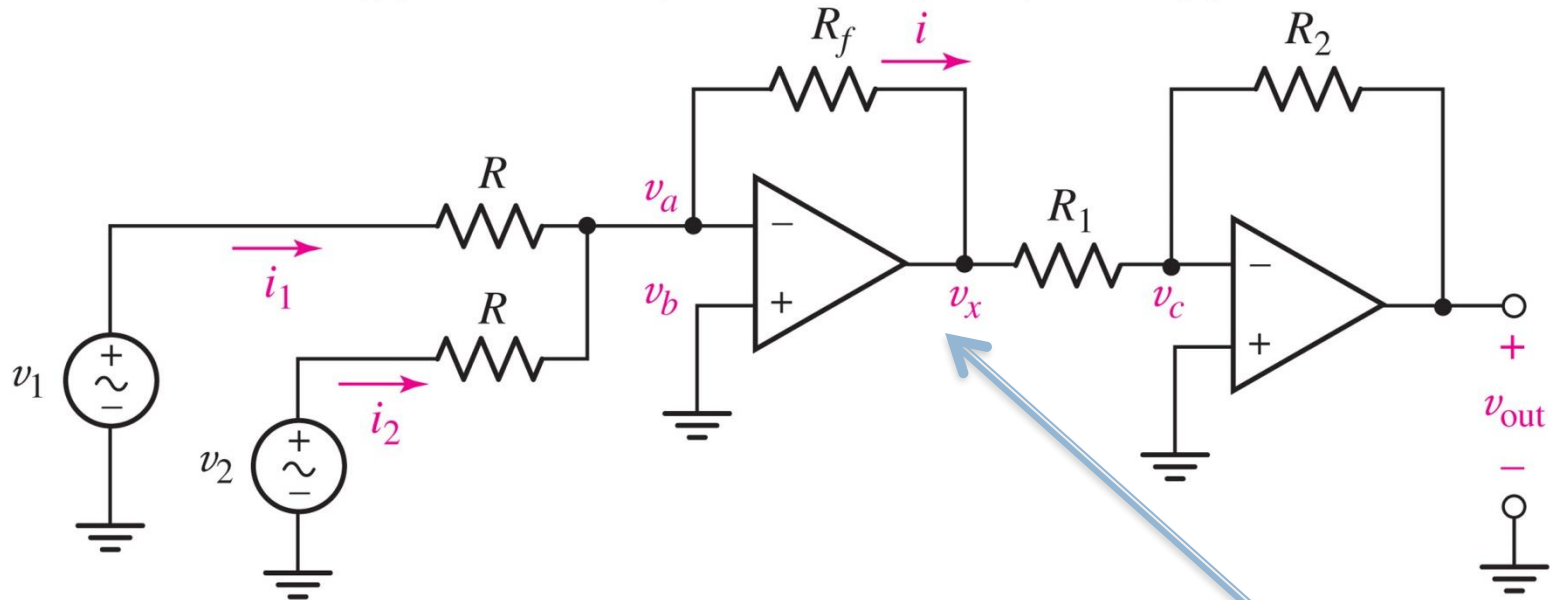 R_f
i
R_2
R
v_a
R_1
−
−
i_1
R
v_b
+
v_x
v_c
+
+
v_1
∼
−
i_2
+
v_2
∼
−
+
v_out
−